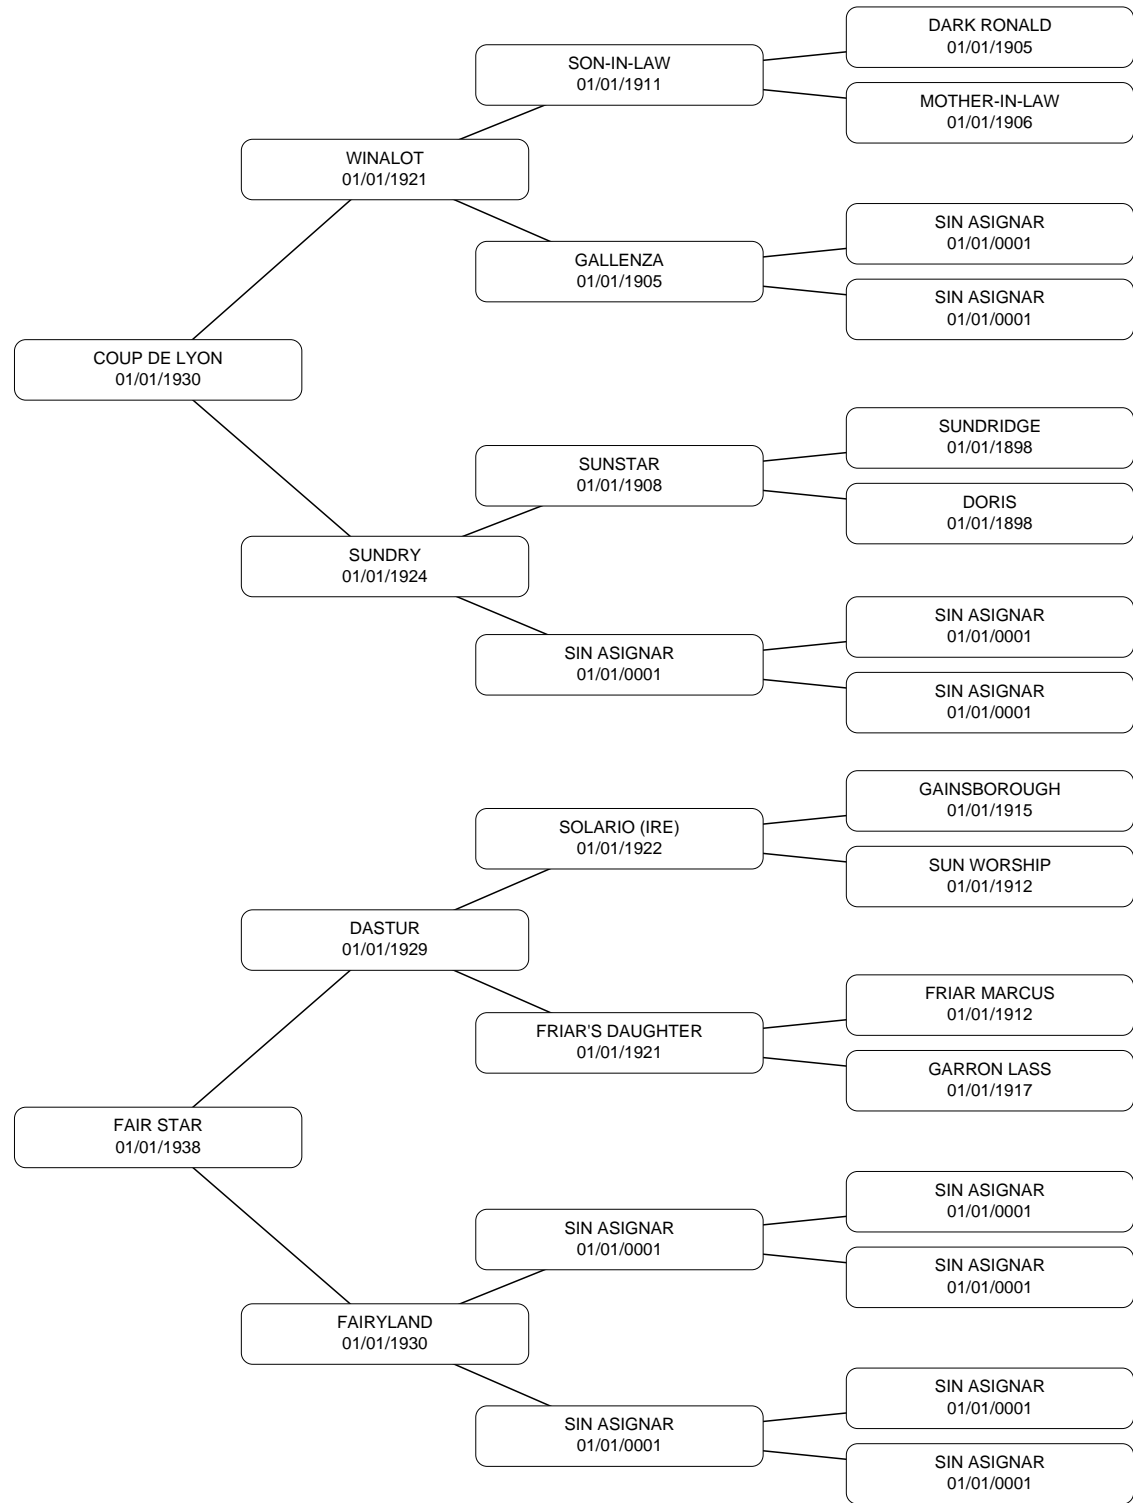 DARK RONALD
01/01/1905
SON-IN-LAW
01/01/1911
MOTHER-IN-LAW
01/01/1906
WINALOT
01/01/1921
SIN ASIGNAR
01/01/0001
GALLENZA
01/01/1905
SIN ASIGNAR
01/01/0001
COUP DE LYON
01/01/1930
SUNDRIDGE
01/01/1898
SUNSTAR
01/01/1908
DORIS
01/01/1898
SUNDRY
01/01/1924
SIN ASIGNAR
01/01/0001
SIN ASIGNAR
01/01/0001
SIN ASIGNAR
01/01/0001
GAINSBOROUGH
01/01/1915
SOLARIO (IRE)
01/01/1922
SUN WORSHIP
01/01/1912
DASTUR
01/01/1929
FRIAR MARCUS
01/01/1912
FRIAR'S DAUGHTER
01/01/1921
GARRON LASS
01/01/1917
FAIR STAR
01/01/1938
SIN ASIGNAR
01/01/0001
SIN ASIGNAR
01/01/0001
SIN ASIGNAR
01/01/0001
FAIRYLAND
01/01/1930
SIN ASIGNAR
01/01/0001
SIN ASIGNAR
01/01/0001
SIN ASIGNAR
01/01/0001